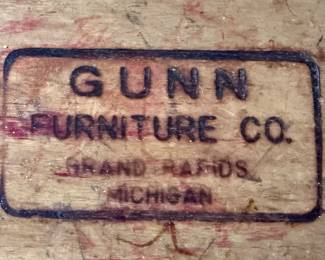 GUNN
FURNITURE CO.
GRAND RAPIDS
MICHIGAN